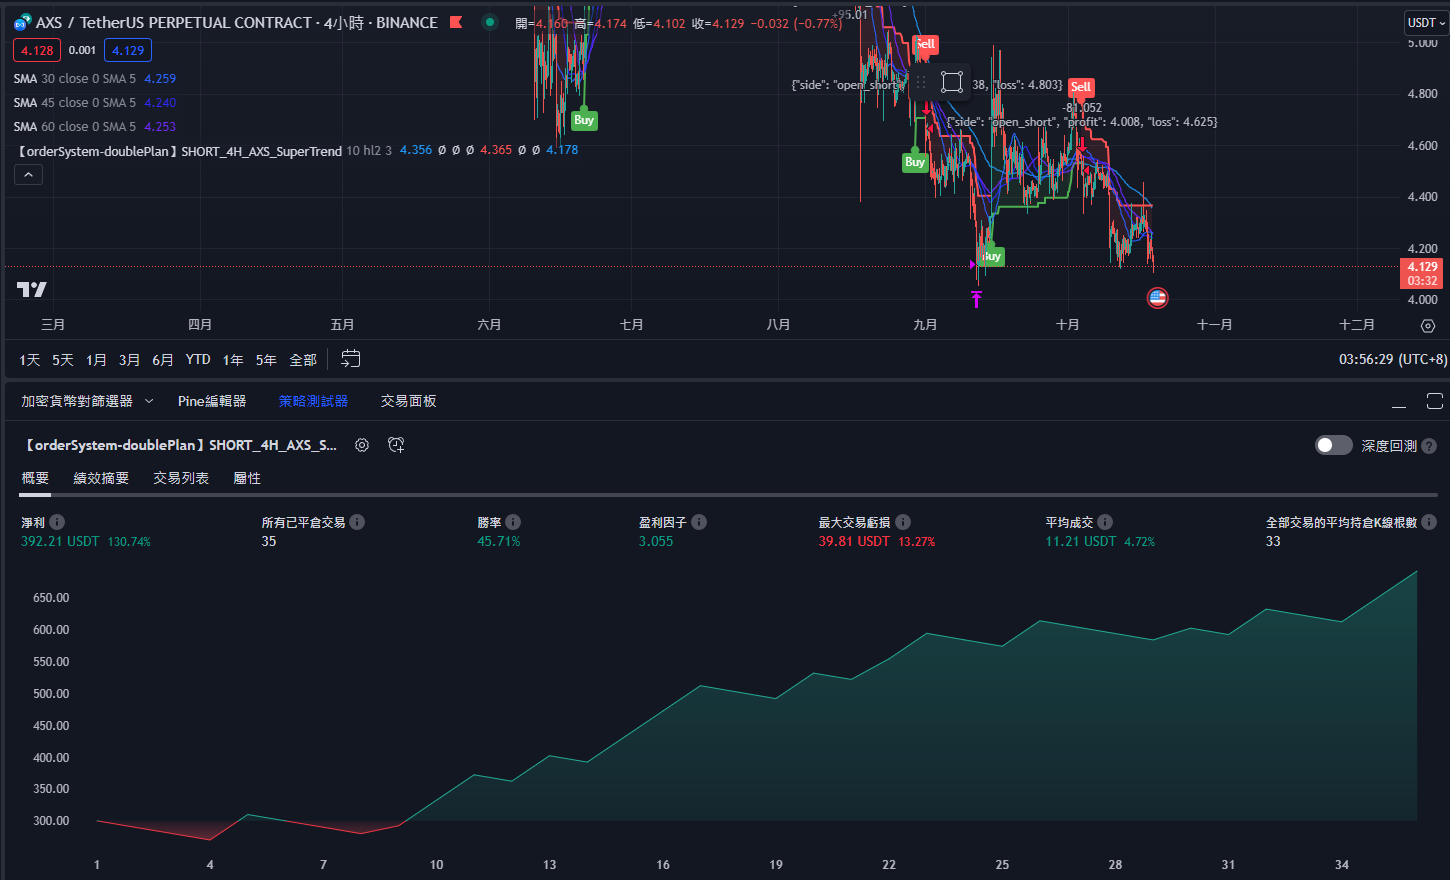 AXS / TetherUS PERPETUAL CONTRACT · 4小時 · BINANCE
開=4.160 高=4.174 低=4.102 收=4.129 −0.032 (−0.77%)
+95.01
USDT
4.128 0.001 4.129
SMA 30 close 0 SMA 5 4.259
SMA 45 close 0 SMA 5 4.240
SMA 60 close 0 SMA 5 4.253
【orderSystem-doublePlan】SHORT_4H_AXS_SuperTrend 10 hl2 3 4.356 Ø Ø Ø 4.365 Ø Ø 4.178
Buy
Sell
{"side": "open_short
38, "loss": 4.803}
Sell
-81.052
{"side": "open_short", "profit": 4.008, "loss": 4.625}
Buy
Buy
5.000
4.800
4.600
4.400
4.200
4.129
03:32
4.000
三月 四月 五月 六月 七月 八月 九月 十月 十一月 十二月
1天 5天 1月 3月 6月 YTD 1年 5年 全部
03:56:29 (UTC+8)
加密貨幣對篩選器 Pine編輯器 策略測試器 交易面板
【orderSystem-doublePlan】SHORT_4H_AXS_S...
深度回測
概要 績效摘要 交易列表 屬性
淨利 所有已平倉交易 勝率 盈利因子 最大交易虧損 平均成交 全部交易的平均持倉K線根數
392.21 USDT 130.74% 35 45.71% 3.055 39.81 USDT 13.27% 11.21 USDT 4.72% 33
650.00
600.00
550.00
500.00
450.00
400.00
350.00
300.00
1 4 7 10 13 16 19 22 25 28 31 34